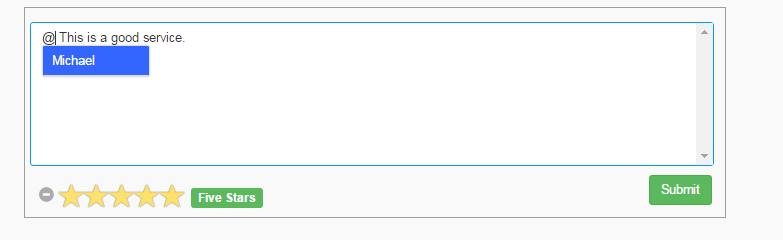 @ This is a good service.
Michael
Five Stars
Submit